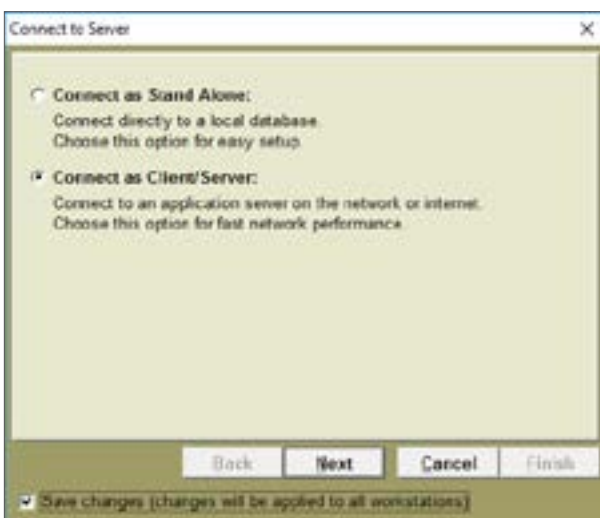 Connect to Server
Connect as Stand Alone:
Connect directly to a local database.
Choose this option for easy setup.
Connect as Client/Server:
Connect to an application server on the network or internet.
Choose this option for fast network performance.
Back Next Cancel Finish
Save changes (changes will be applied to all workstations)